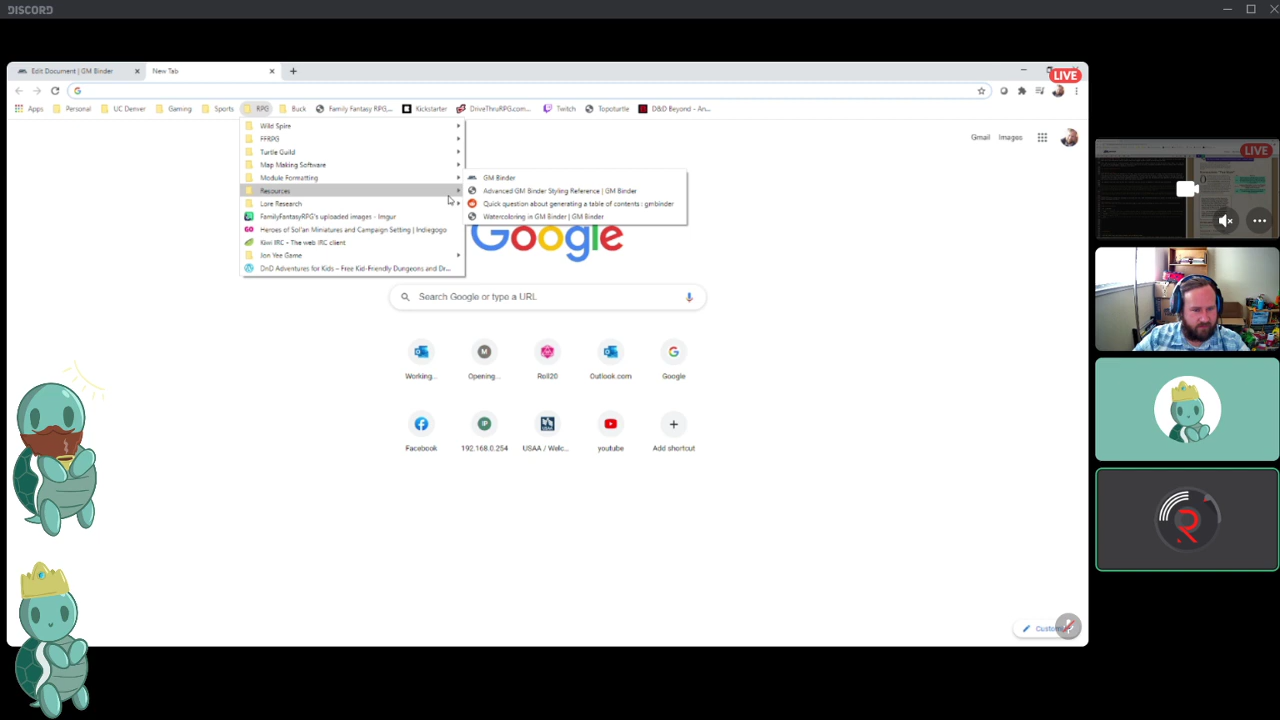 DISCORD
Edit Document | GM Binder
New Tab
LIVE
Apps
Personal
UC Denver
Gaming
Sports
RPG
Buck
Family Fantasy RPG,...
Kickstarter
DriveThruRPG.com...
Twitch
Topoturtle
D&D Beyond - An...
Wild Spire
FFRPG
Turtle Guild
Map Making Software
Module Formatting
Resources
Lore Research
FamilyFantasyRPG's uploaded images - Imgur
Heroes of Sol'an Miniatures and Campaign Setting | Indiegogo
Kiwi IRC - The web IRC client
Jon Yee Game
DnD Adventures for Kids – Free Kid-Friendly Dungeons and Dr...
GM Binder
Advanced GM Binder Styling Reference | GM Binder
Quick question about generating a table of contents : gmbinder
Watercoloring in GM Binder | GM Binder
Gmail
Images
Google
Search Google or type a URL
Working...
M
Opening...
Roll20
Outlook.com
Google
Facebook
IP
192.168.0.254
USAA / Welc...
youtube
Add shortcut
LIVE
R